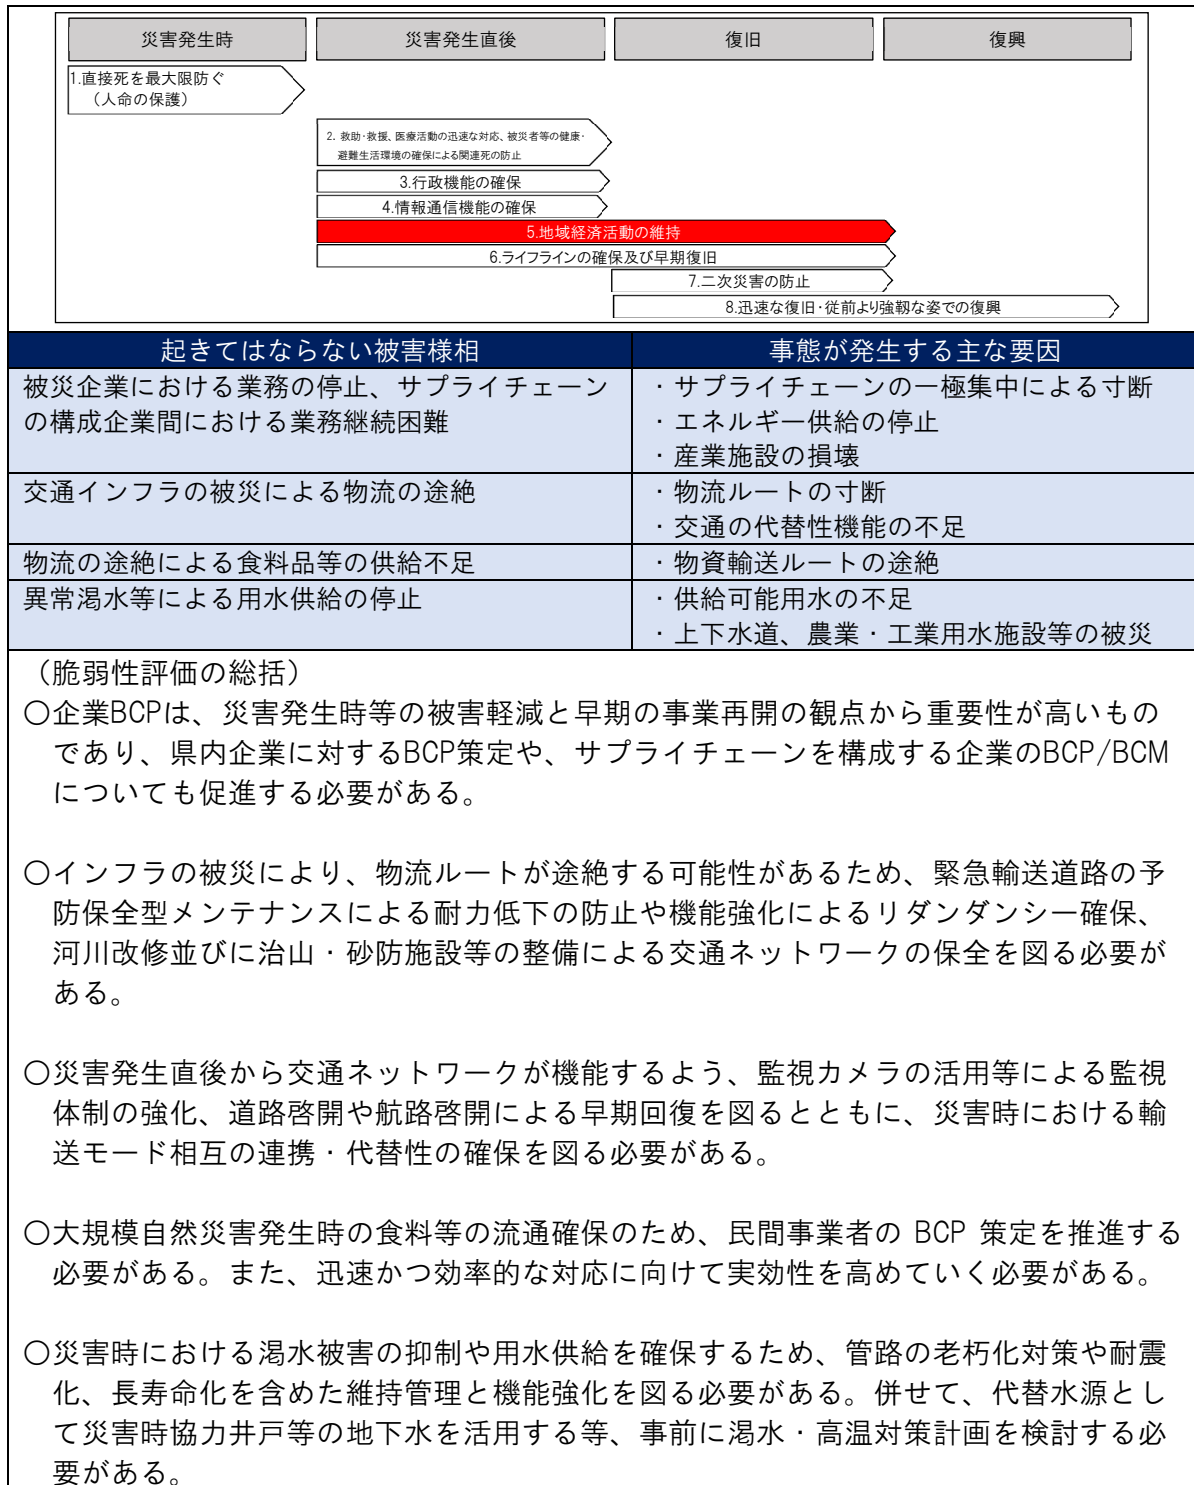 災害発生時
災害発生直後
復旧
復興
1.直接死を最大限防ぐ
（人命の保護）
2. 救助・救援、医療活動の迅速な対応、被災者等の健康・
避難生活環境の確保による関連死の防止
3.行政機能の確保
4.情報通信機能の確保
5.地域経済活動の維持
6.ライフラインの確保及び早期復旧
7.二次災害の防止
8.迅速な復旧・従前より強靱な姿での復興
起きてはならない被害様相
事態が発生する主な要因
被災企業における業務の停止、サプライチェーン
の構成企業間における業務継続困難
・サプライチェーンの一極集中による寸断
・エネルギー供給の停止
・産業施設の損壊
交通インフラの被災による物流の途絶
・物流ルートの寸断
・交通の代替性機能の不足
物流の途絶による食料品等の供給不足
・物資輸送ルートの途絶
異常渇水等による用水供給の停止
・供給可能用水の不足
・上下水道、農業・工業用水施設等の被災
（脆弱性評価の総括）
〇企業BCPは、災害発生時等の被害軽減と早期の事業再開の観点から重要性が高いもの
であり、県内企業に対するBCP策定や、サプライチェーンを構成する企業のBCP/BCM
についても促進する必要がある。
〇インフラの被災により、物流ルートが途絶する可能性があるため、緊急輸送道路の予
防保全型メンテナンスによる耐力低下の防止や機能強化によるリダンダンシー確保、
河川改修並びに治山・砂防施設等の整備による交通ネットワークの保全を図る必要が
ある。
〇災害発生直後から交通ネットワークが機能するよう、監視カメラの活用等による監視
体制の強化、道路啓開や航路啓開による早期回復を図るとともに、災害時における輸
送モード相互の連携・代替性の確保を図る必要がある。
〇大規模自然災害発生時の食料等の流通確保のため、民間事業者の BCP 策定を推進する
必要がある。また、迅速かつ効率的な対応に向けて実効性を高めていく必要がある。
〇災害時における渇水被害の抑制や用水供給を確保するため、管路の老朽化対策や耐震
化、長寿命化を含めた維持管理と機能強化を図る必要がある。併せて、代替水源とし
て災害時協力井戸等の地下水を活用する等、事前に渇水・高温対策計画を検討する必
要がある。